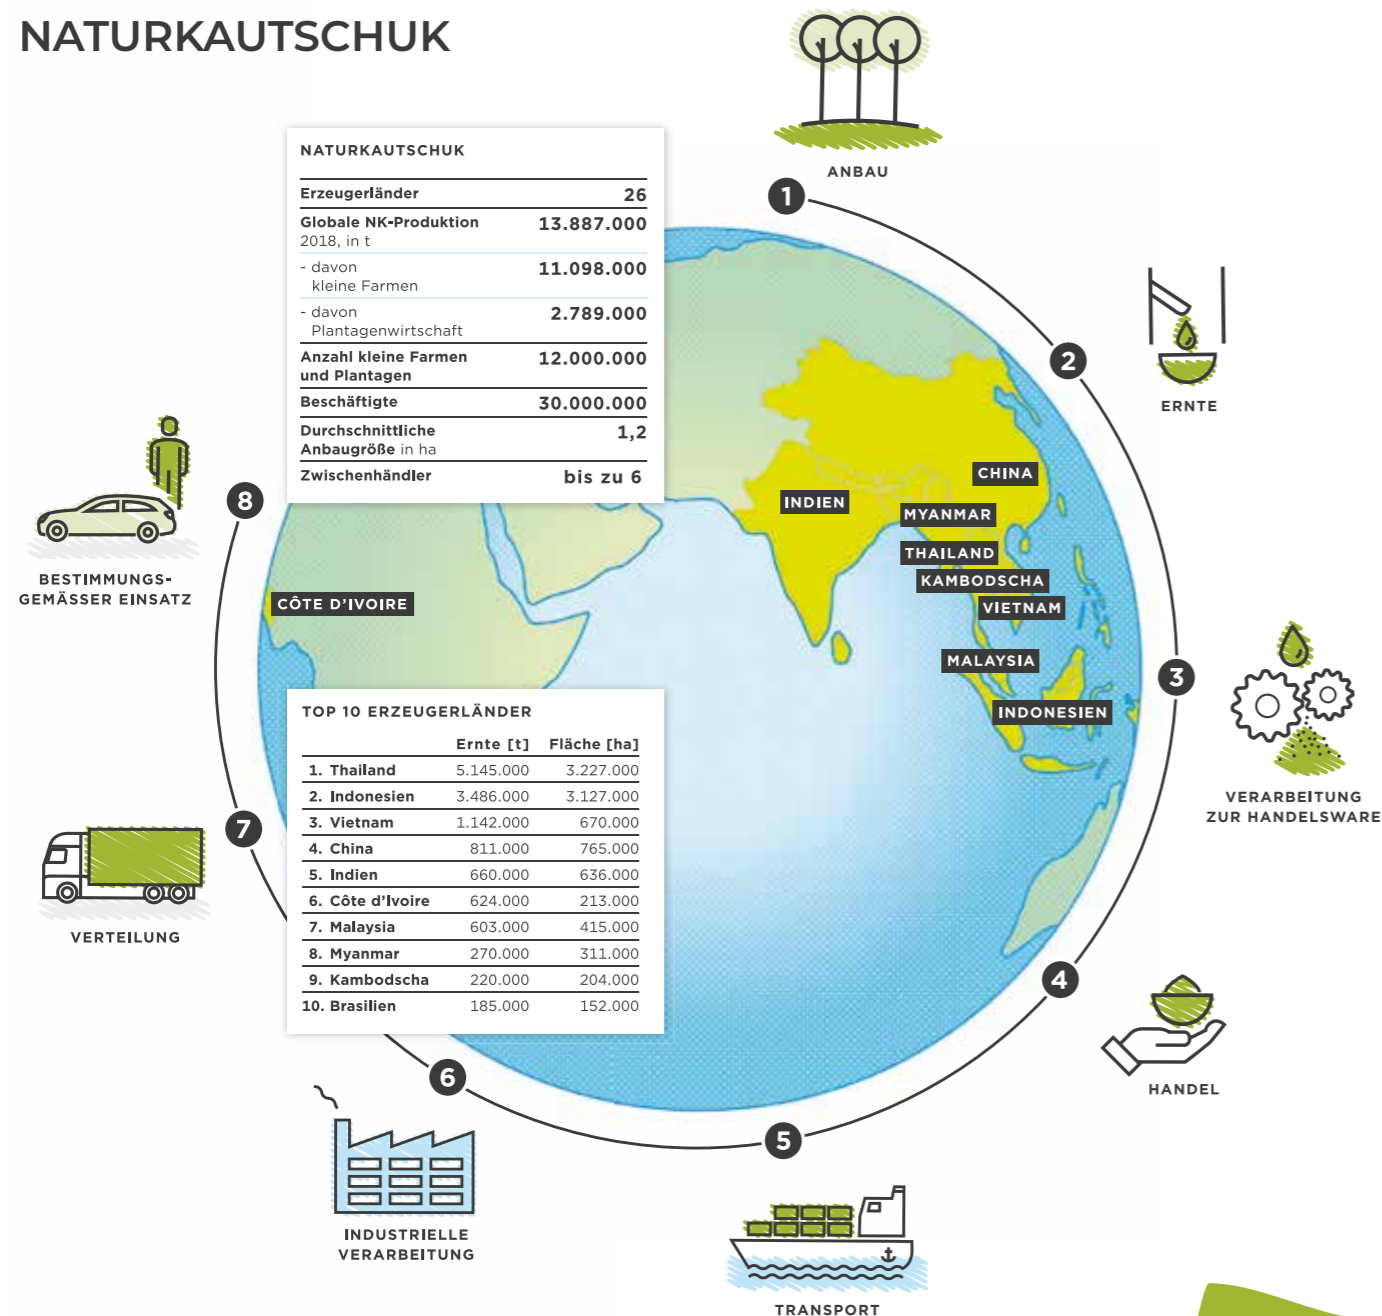 NATURKAUTSCHUK
NATURKAUTSCHUK
Erzeugerländer 26
Globale NK-Produktion 13.887.000
2018, in t
- davon 11.098.000
kleine Farmen
- davon 2.789.000
Plantagenwirtschaft
Anzahl kleine Farmen 12.000.000
und Plantagen
Beschäftigte 30.000.000
Durchschnittliche 1,2
Anbaugröße in ha
Zwischenhändler bis zu 6
1
ANBAU
2
ERNTE
3
VERARBEITUNG
ZUR HANDELSWARE
4
HANDEL
5
TRANSPORT
6
INDUSTRIELLE
VERARBEITUNG
7
VERTEILUNG
8
BESTIMMUNGS-
GEMÄSSER EINSATZ
CHINA
INDIEN
MYANMAR
THAILAND
KAMBODSCHA
VIETNAM
MALAYSIA
INDONESIEN
CÔTE D'IVOIRE
TOP 10 ERZEUGERLÄNDER
Ernte [t] Fläche [ha]
1. Thailand 5.145.000 3.227.000
2. Indonesien 3.486.000 3.127.000
3. Vietnam 1.142.000 670.000
4. China 811.000 765.000
5. Indien 660.000 636.000
6. Côte d'Ivoire 624.000 213.000
7. Malaysia 603.000 415.000
8. Myanmar 270.000 311.000
9. Kambodscha 220.000 204.000
10. Brasilien 185.000 152.000